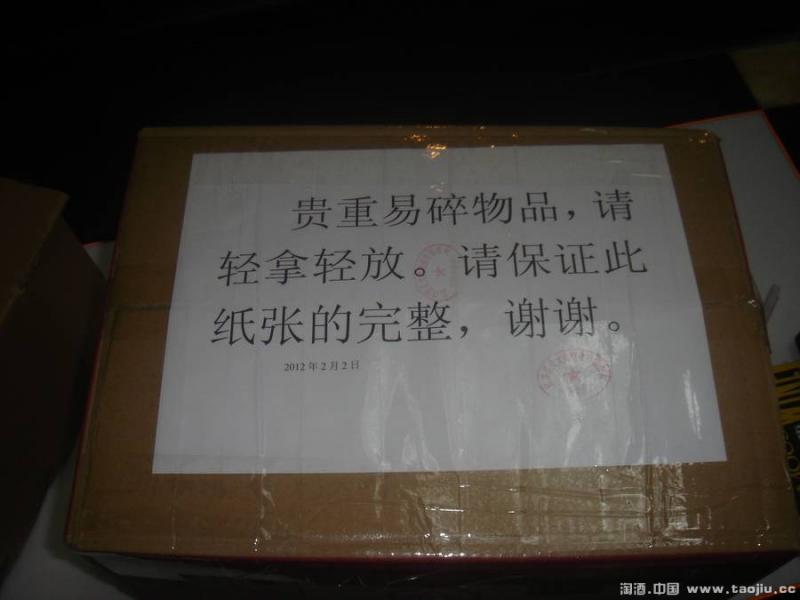 贵重易碎物品，请
轻拿轻放。请保证此
纸张的完整，谢谢。
2012年2月2日
淘酒.中国 www.taojiu.cc